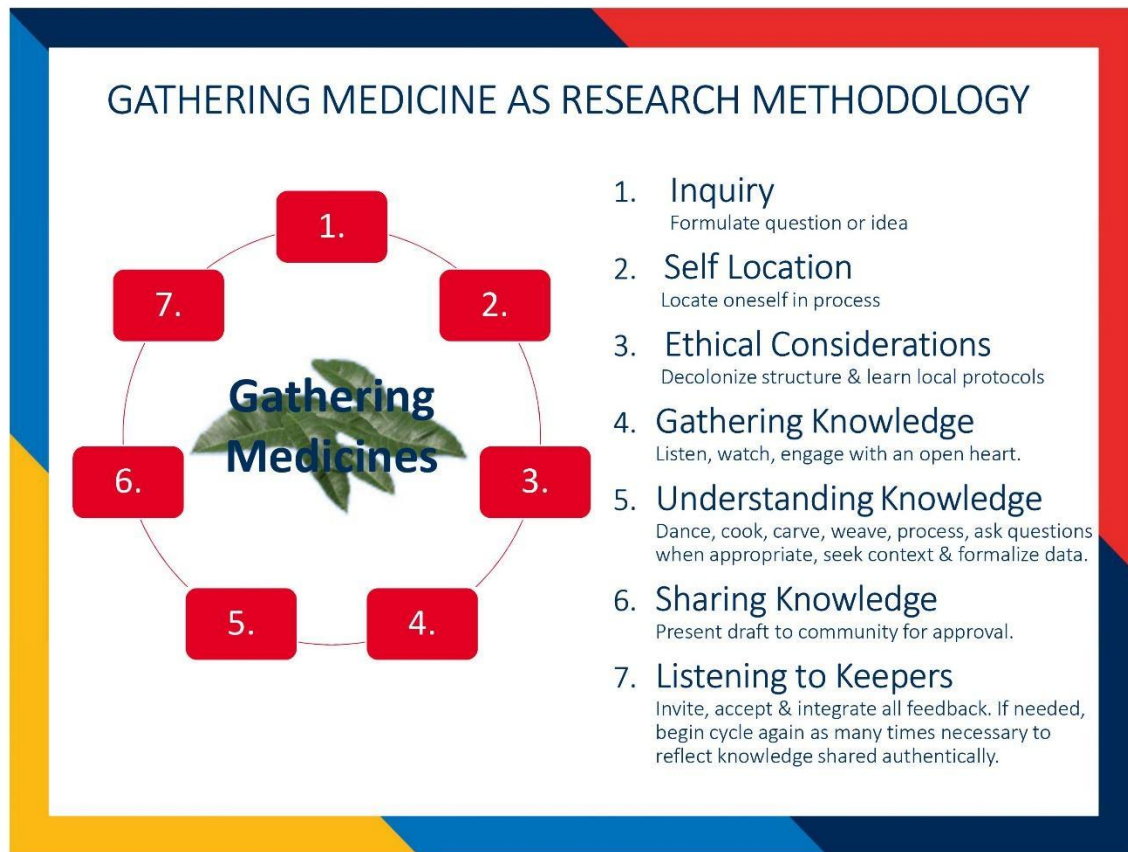 GATHERING MEDICINE AS RESEARCH METHODOLOGY
1.
2.
3.
4.
5.
6.
7.
Gathering
Medicines
1. Inquiry
Formulate question or idea
2. Self Location
Locate oneself in process
3. Ethical Considerations
Decolonize structure & learn local protocols
4. Gathering Knowledge
Listen, watch, engage with an open heart.
5. Understanding Knowledge
Dance, cook, carve, weave, process, ask questions
when appropriate, seek context & formalize data.
6. Sharing Knowledge
Present draft to community for approval.
7. Listening to Keepers
Invite, accept & integrate all feedback. If needed,
begin cycle again as many times necessary to
reflect knowledge shared authentically.